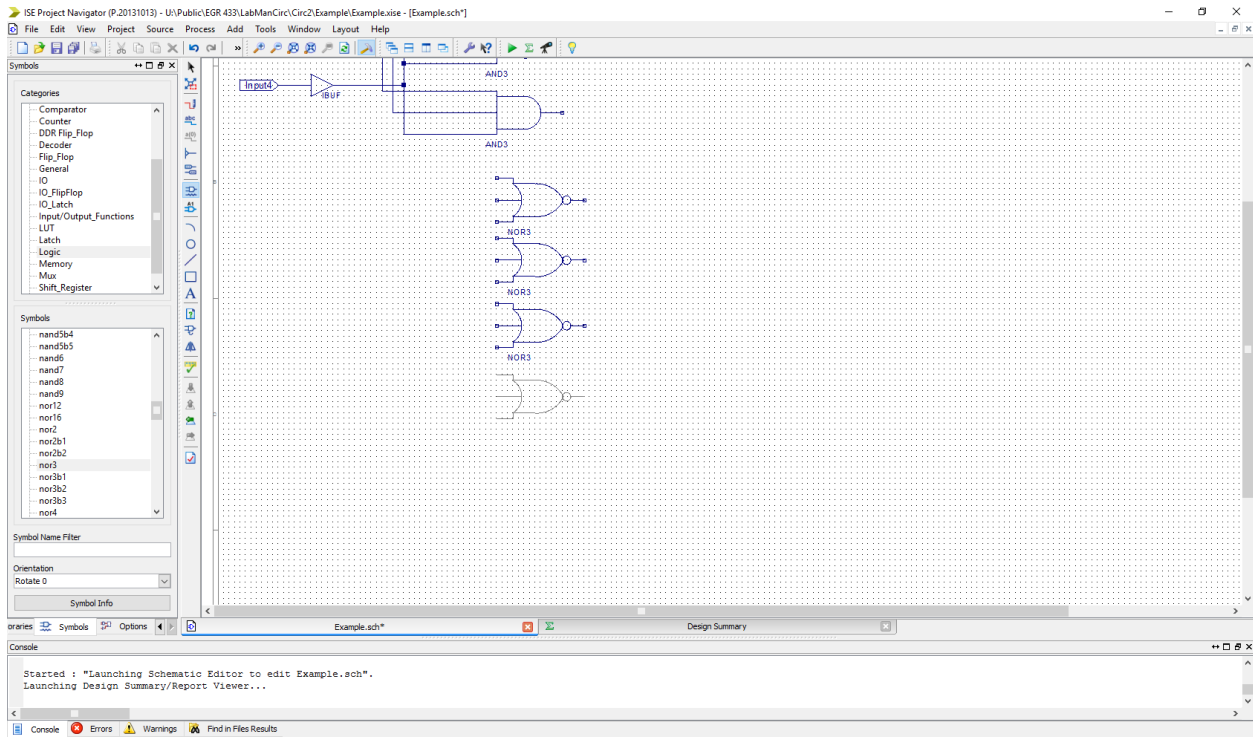 ISE Project Navigator (P.20131013) - U:\Public\EGR 433\LabManCirc\Circ2\Example\Example.xise - [Example.sch*]
File Edit View Project Source Process Add Tools Window Layout Help
Symbols
Categories
Comparator
Counter
DDR Flip_Flop
Decoder
Flip_Flop
General
IO
IO_FlipFlop
IO_Latch
Input/Output_Functions
LUT
Latch
Logic
Memory
Mux
Shift_Register
Symbols
nand5b4
nand5b5
nand6
nand7
nand8
nand9
nor12
nor16
nor2
nor2b1
nor2b2
nor3
nor3b1
nor3b2
nor3b3
nor4
Symbol Name Filter
Orientation
Rotate 0
Symbol Info
oraries Symbols Options
abc
A
AND3
Input4
IBUF
AND3
NOR3
NOR3
NOR3
Example.sch*
Design Summary
Console
Started : "Launching Schematic Editor to edit Example.sch".
Launching Design Summary/Report Viewer...
Console Errors Warnings Find in Files Results